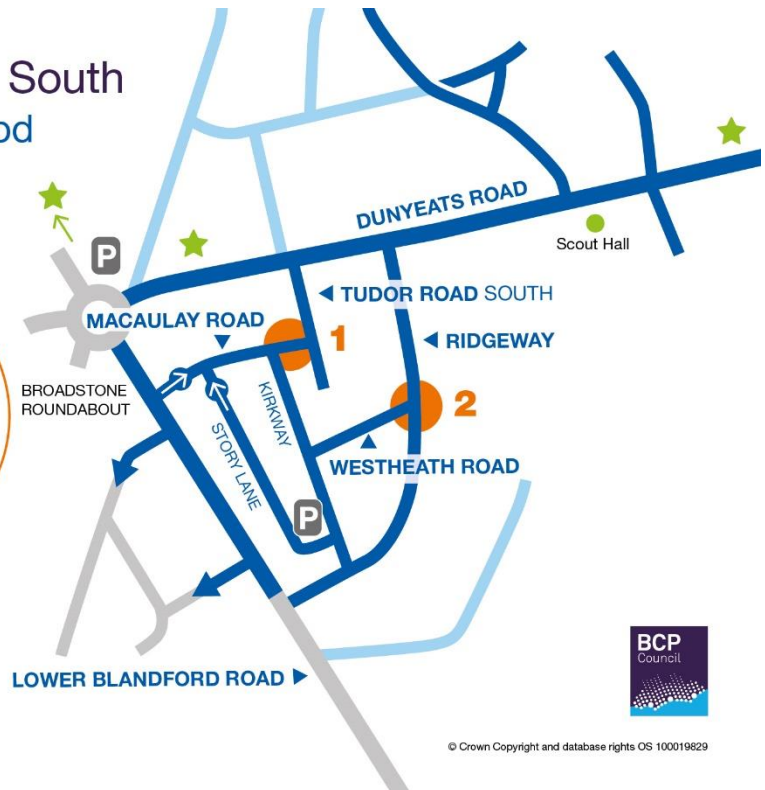 South
od
DUNYEATS ROAD
Scout Hall
P
TUDOR ROAD SOUTH
MACAULAY ROAD
1
RIDGEWAY
BROADSTONE
ROUNDABOUT
KIRKWAY
2
STORY LANE
WESTHEATH ROAD
P
LOWER BLANDFORD ROAD
BCP
Council
© Crown Copyright and database rights OS 100019829